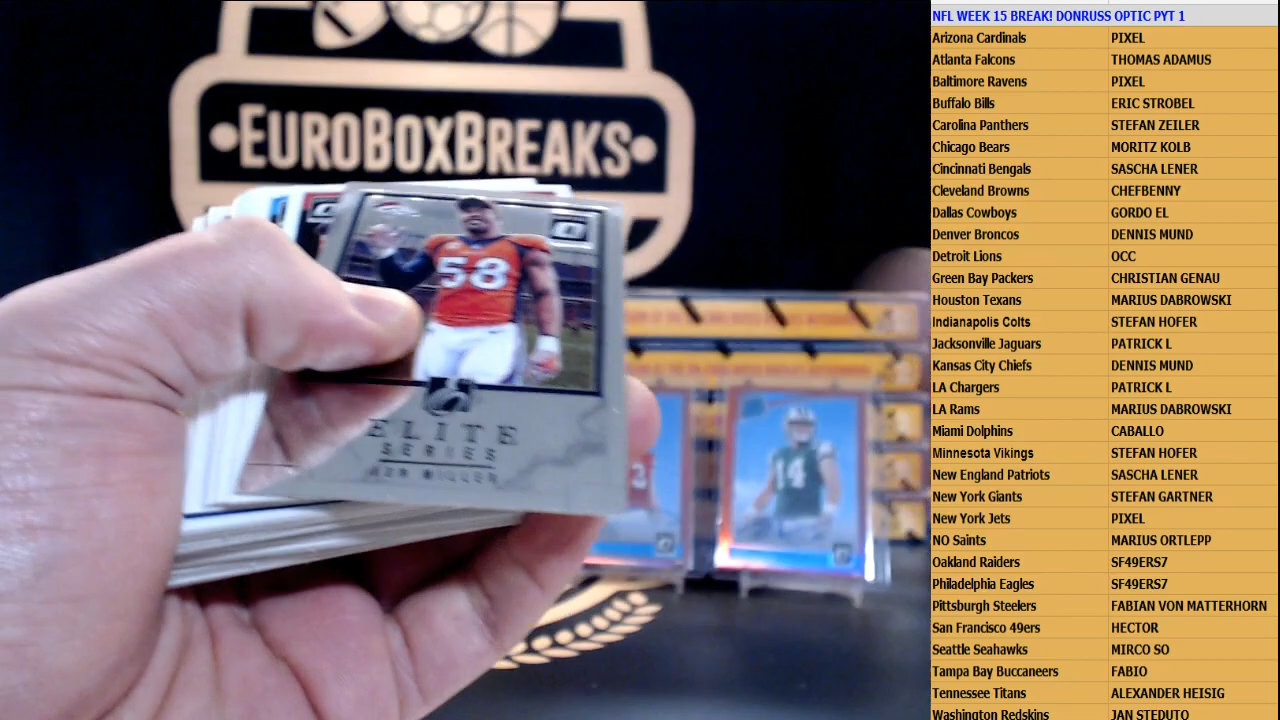 EUROBOXBREAKS
58
ELITE
SERIES
VON MILLER
14
NFL WEEK 15 BREAK! DONRUSS OPTIC PYT 1
Arizona Cardinals PIXEL
Atlanta Falcons THOMAS ADAMUS
Baltimore Ravens PIXEL
Buffalo Bills ERIC STROBEL
Carolina Panthers STEFAN ZEILER
Chicago Bears MORITZ KOLB
Cincinnati Bengals SASCHA LENER
Cleveland Browns CHEFBENNY
Dallas Cowboys GORDO EL
Denver Broncos DENNIS MUND
Detroit Lions OCC
Green Bay Packers CHRISTIAN GENAU
Houston Texans MARIUS DABROWSKI
Indianapolis Colts STEFAN HOFER
Jacksonville Jaguars PATRICK L
Kansas City Chiefs DENNIS MUND
LA Chargers PATRICK L
LA Rams MARIUS DABROWSKI
Miami Dolphins CABALLO
Minnesota Vikings STEFAN HOFER
New England Patriots SASCHA LENER
New York Giants STEFAN GARTNER
New York Jets PIXEL
NO Saints MARIUS ORTLEPP
Oakland Raiders SF49ERS7
Philadelphia Eagles SF49ERS7
Pittsburgh Steelers FABIAN VON MATTERHORN
San Francisco 49ers HECTOR
Seattle Seahawks MIRCO SO
Tampa Bay Buccaneers FABIO
Tennessee Titans ALEXANDER HEISIG
Washington Redskins JAN STEDUTO